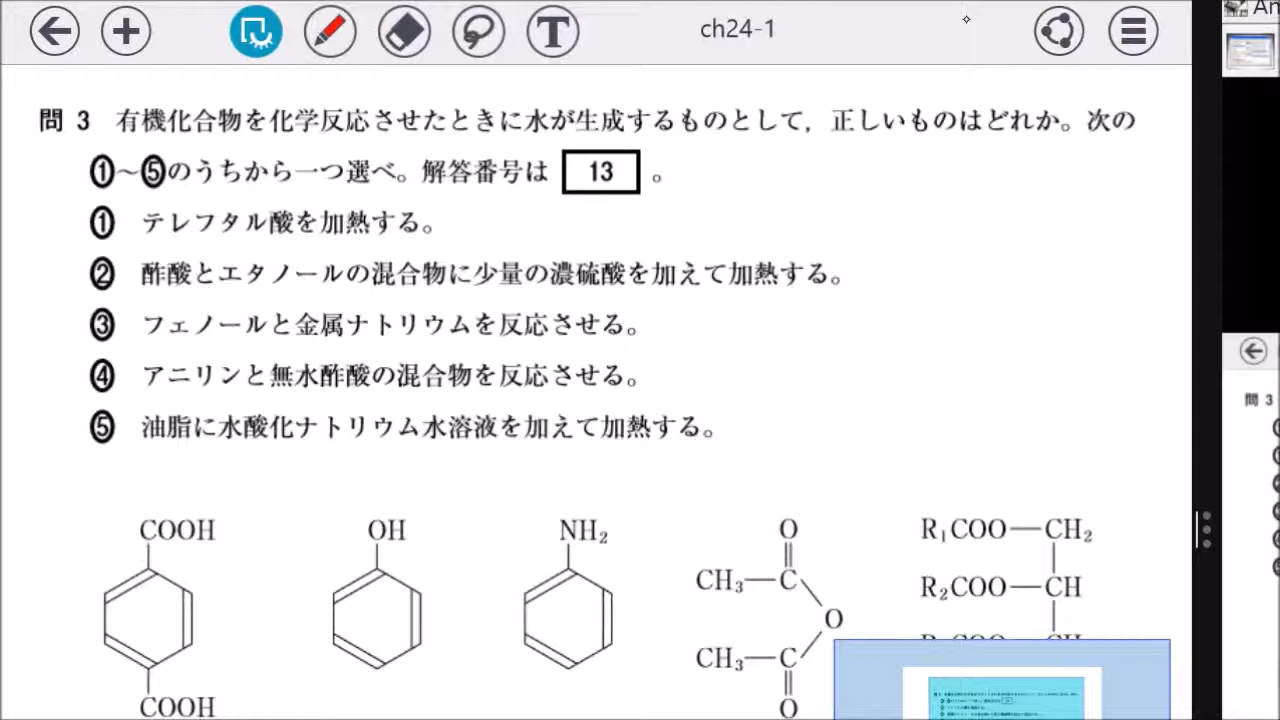 ch24-1
An
問 3 有機化合物を化学反応させたときに水が生成するものとして，正しいものはどれか。次の
①～⑤のうちから一つ選べ。解答番号は 13 。
① テレフタル酸を加熱する。
② 酢酸とエタノールの混合物に少量の濃硫酸を加えて加熱する。
③ フェノールと金属ナトリウムを反応させる。
④ アニリンと無水酢酸の混合物を反応させる。
⑤ 油脂に水酸化ナトリウム水溶液を加えて加熱する。
問 3
COOH
COOH
OH
NH₂
O
CH₃—C
O
CH₃—C
O
R₁COO—CH₂
R₂COO—CH